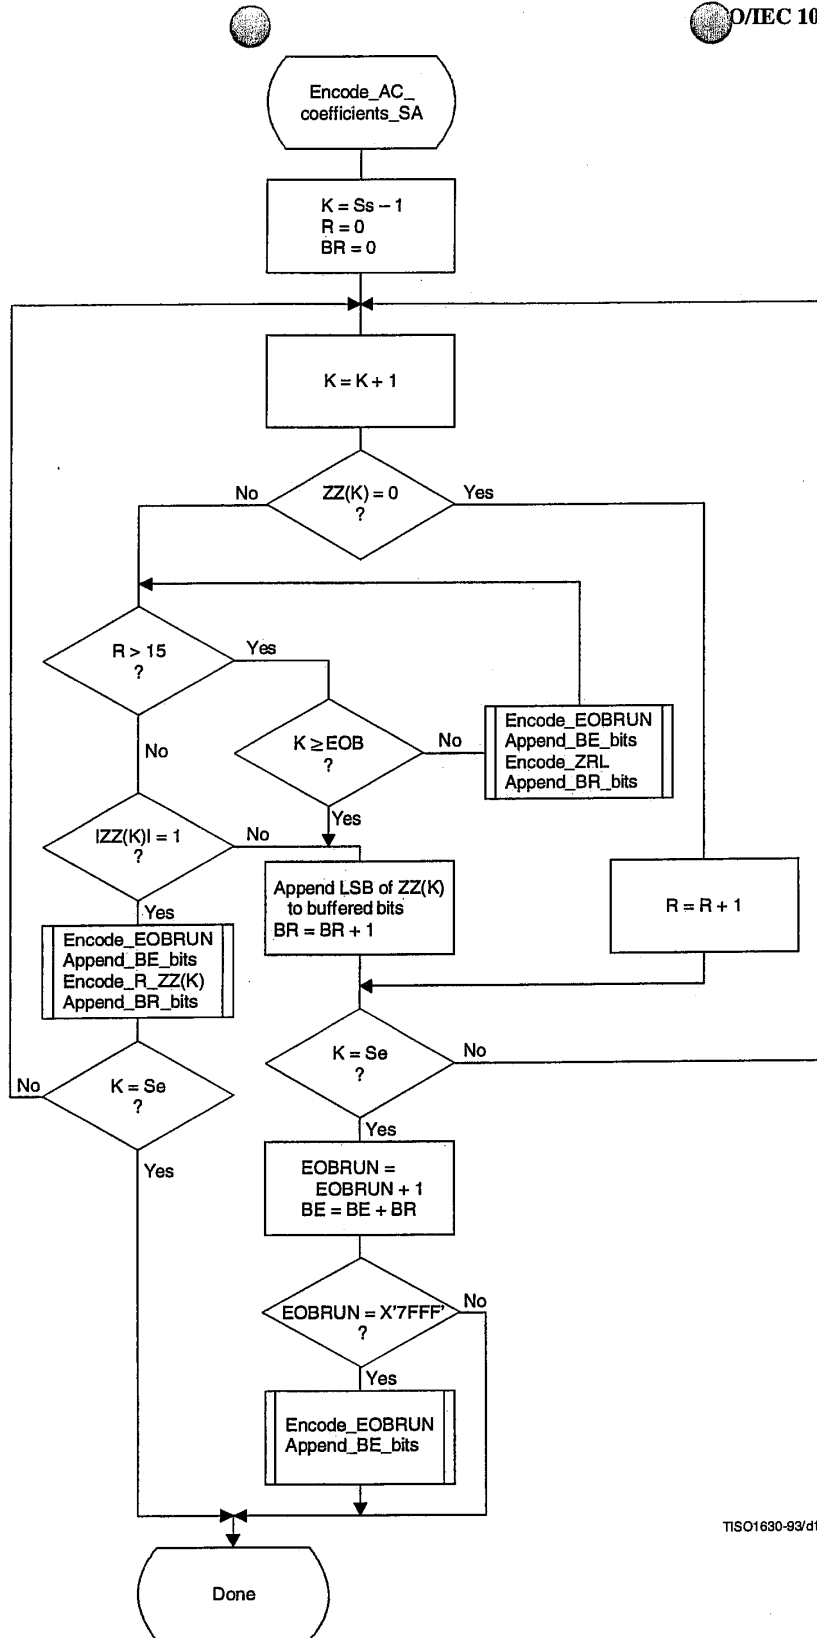 O/IEC 10
Encode_AC_
coefficients_SA
K = Ss – 1
R = 0
BR = 0
K = K + 1
ZZ(K) = 0
?
No
Yes
R > 15
?
Yes
No
K ≥ EOB
?
No
Yes
Encode_EOBRUN
Append_BE_bits
Encode_ZRL
Append_BR_bits
|ZZ(K)| = 1
?
No
Yes
Append LSB of ZZ(K)
to buffered bits
BR = BR + 1
R = R + 1
Encode_EOBRUN
Append_BE_bits
Encode_R_ZZ(K)
Append_BR_bits
K = Se
?
No
Yes
K = Se
?
No
Yes
EOBRUN =
EOBRUN + 1
BE = BE + BR
EOBRUN = X'7FFF'
?
No
Yes
Encode_EOBRUN
Append_BE_bits
TISO1630-93/d1
Done